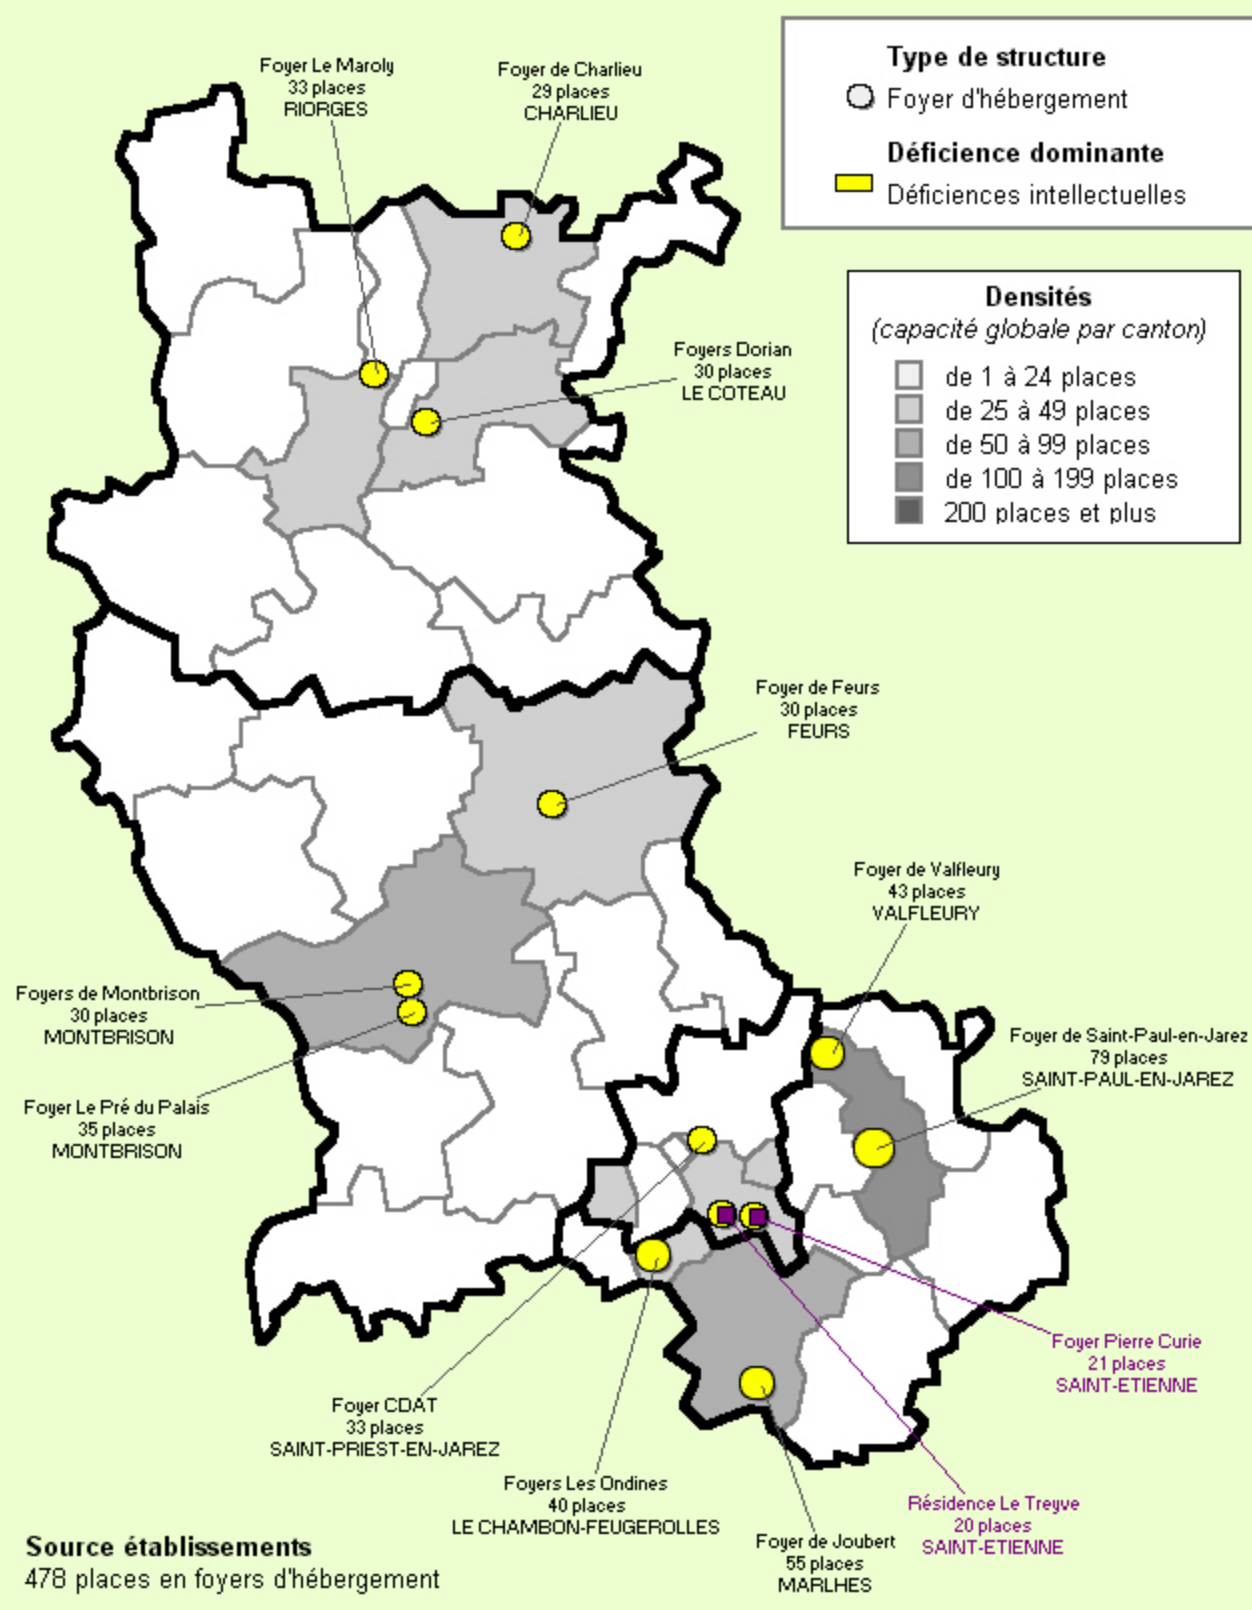 Type de structure
Foyer d'hébergement
Déficience dominante
Déficiences intellectuelles
Densités
(capacité globale par canton)
de 1 à 24 places
de 25 à 49 places
de 50 à 99 places
de 100 à 199 places
200 places et plus
Foyer Le Maroly
33 places
RIORGES
Foyer de Charlieu
29 places
CHARLIEU
Foyers Dorian
30 places
LE COTEAU
Foyer de Feurs
30 places
FEURS
Foyer de Valfleury
43 places
VALFLEURY
Foyers de Montbrison
30 places
MONTBRISON
Foyer de Saint-Paul-en-Jarez
79 places
SAINT-PAUL-EN-JAREZ
Foyer Le Pré du Palais
35 places
MONTBRISON
Foyer Pierre Curie
21 places
SAINT-ETIENNE
Foyer CDAT
33 places
SAINT-PRIEST-EN-JAREZ
Foyers Les Ondines
40 places
LE CHAMBON-FEUGEROLLES
Résidence Le Treyve
20 places
SAINT-ETIENNE
Foyer de Joubert
55 places
MARLHES
Source établissements
478 places en foyers d'hébergement